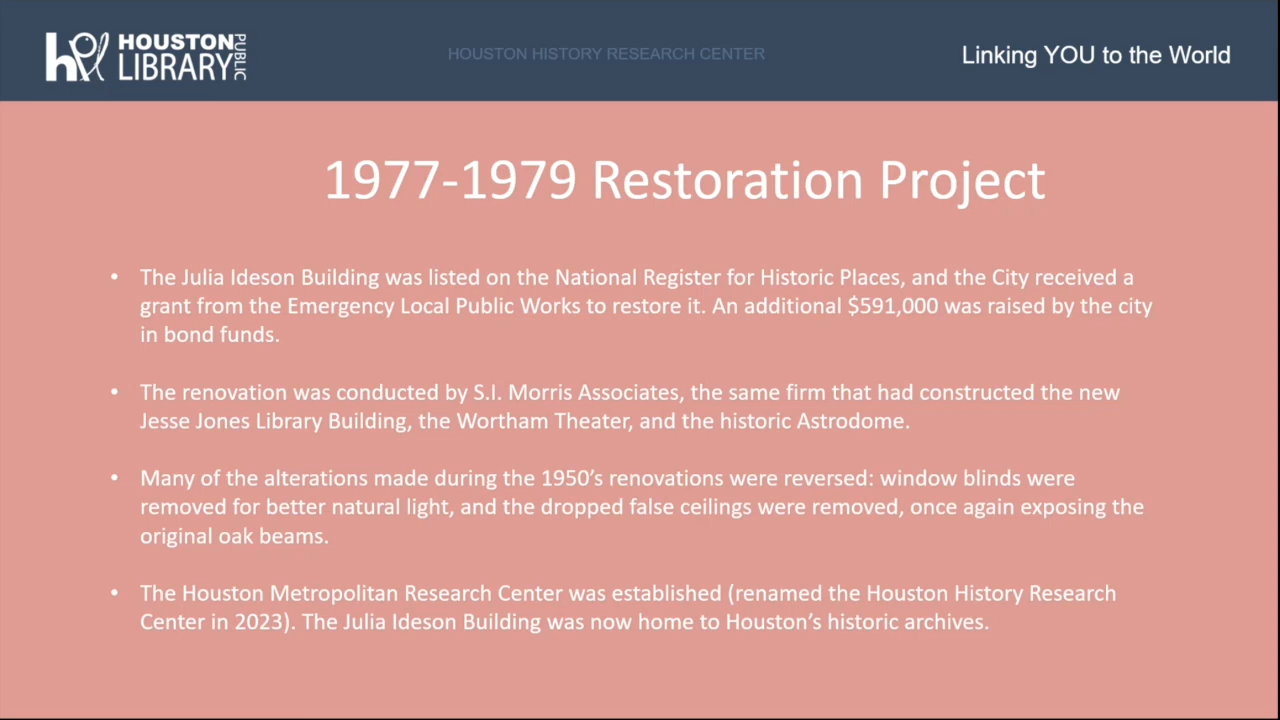 HOUSTON
LIBRARY
PUBLIC
HOUSTON HISTORY RESEARCH CENTER
Linking YOU to the World
1977-1979 Restoration Project
• The Julia Ideson Building was listed on the National Register for Historic Places, and the City received a
grant from the Emergency Local Public Works to restore it. An additional $591,000 was raised by the city
in bond funds.
• The renovation was conducted by S.I. Morris Associates, the same firm that had constructed the new
Jesse Jones Library Building, the Wortham Theater, and the historic Astrodome.
• Many of the alterations made during the 1950’s renovations were reversed: window blinds were
removed for better natural light, and the dropped false ceilings were removed, once again exposing the
original oak beams.
• The Houston Metropolitan Research Center was established (renamed the Houston History Research
Center in 2023). The Julia Ideson Building was now home to Houston’s historic archives.